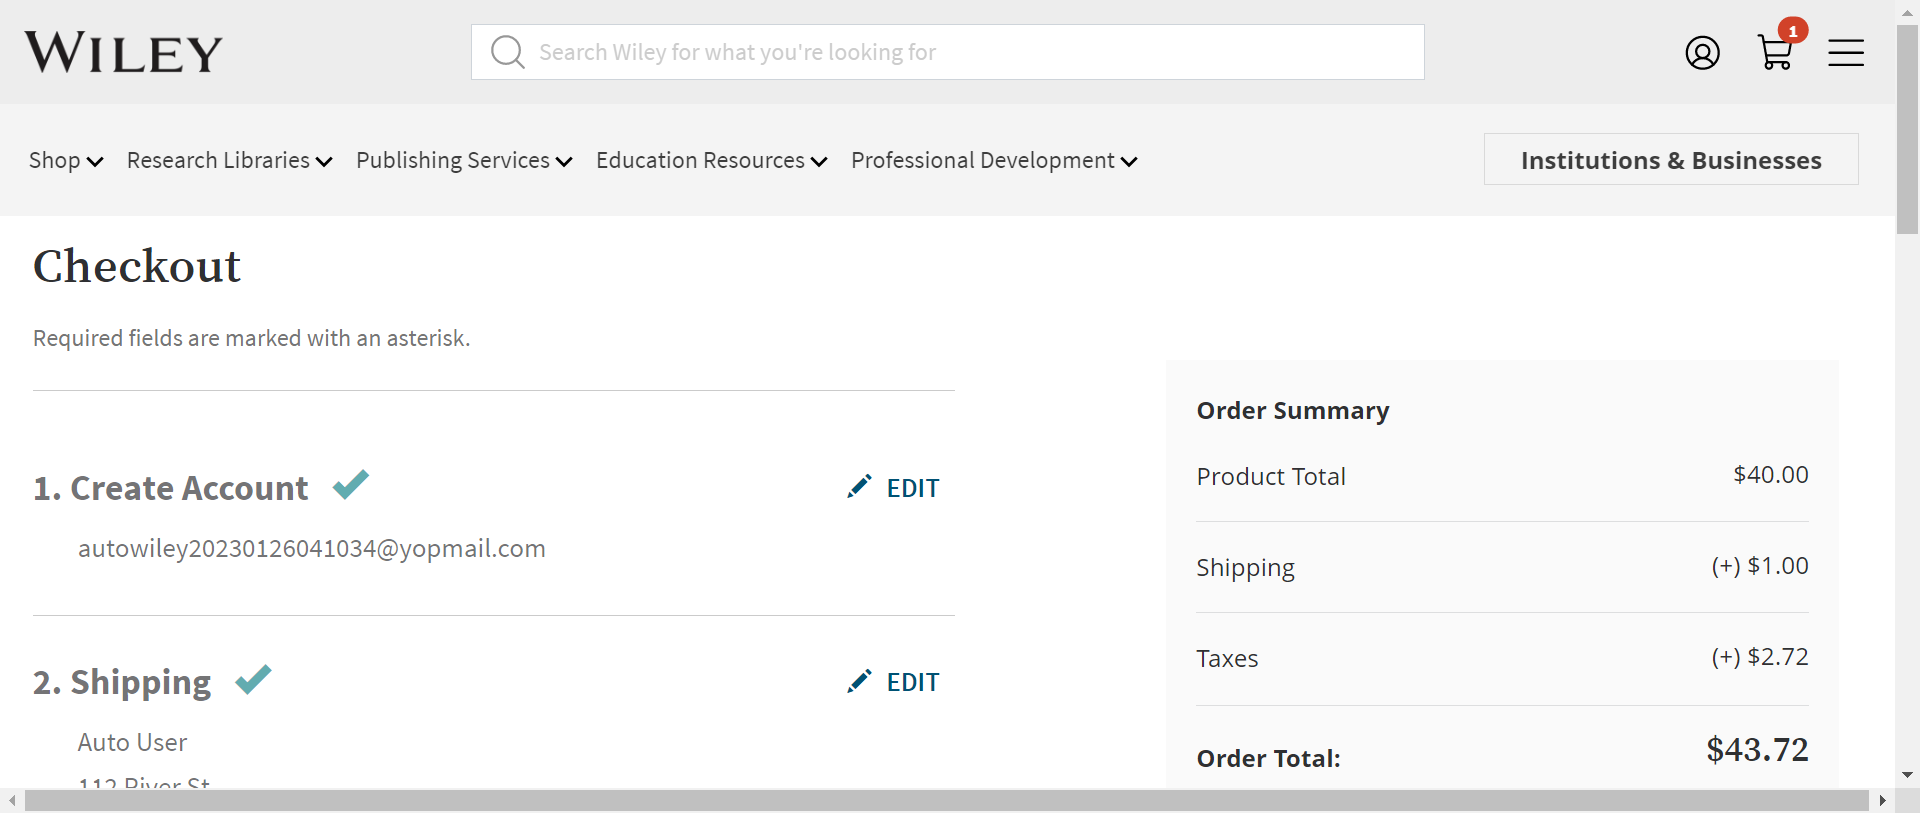 WILEY
Search Wiley for what you're looking for
1
Shop Research Libraries Publishing Services Education Resources Professional Development
Institutions & Businesses
Checkout
Required fields are marked with an asterisk.
1. Create Account
EDIT
autowiley20230126041034@yopmail.com
2. Shipping
EDIT
Auto User
112 River St
Order Summary
Product Total $40.00
Shipping (+) $1.00
Taxes (+) $2.72
Order Total: $43.72